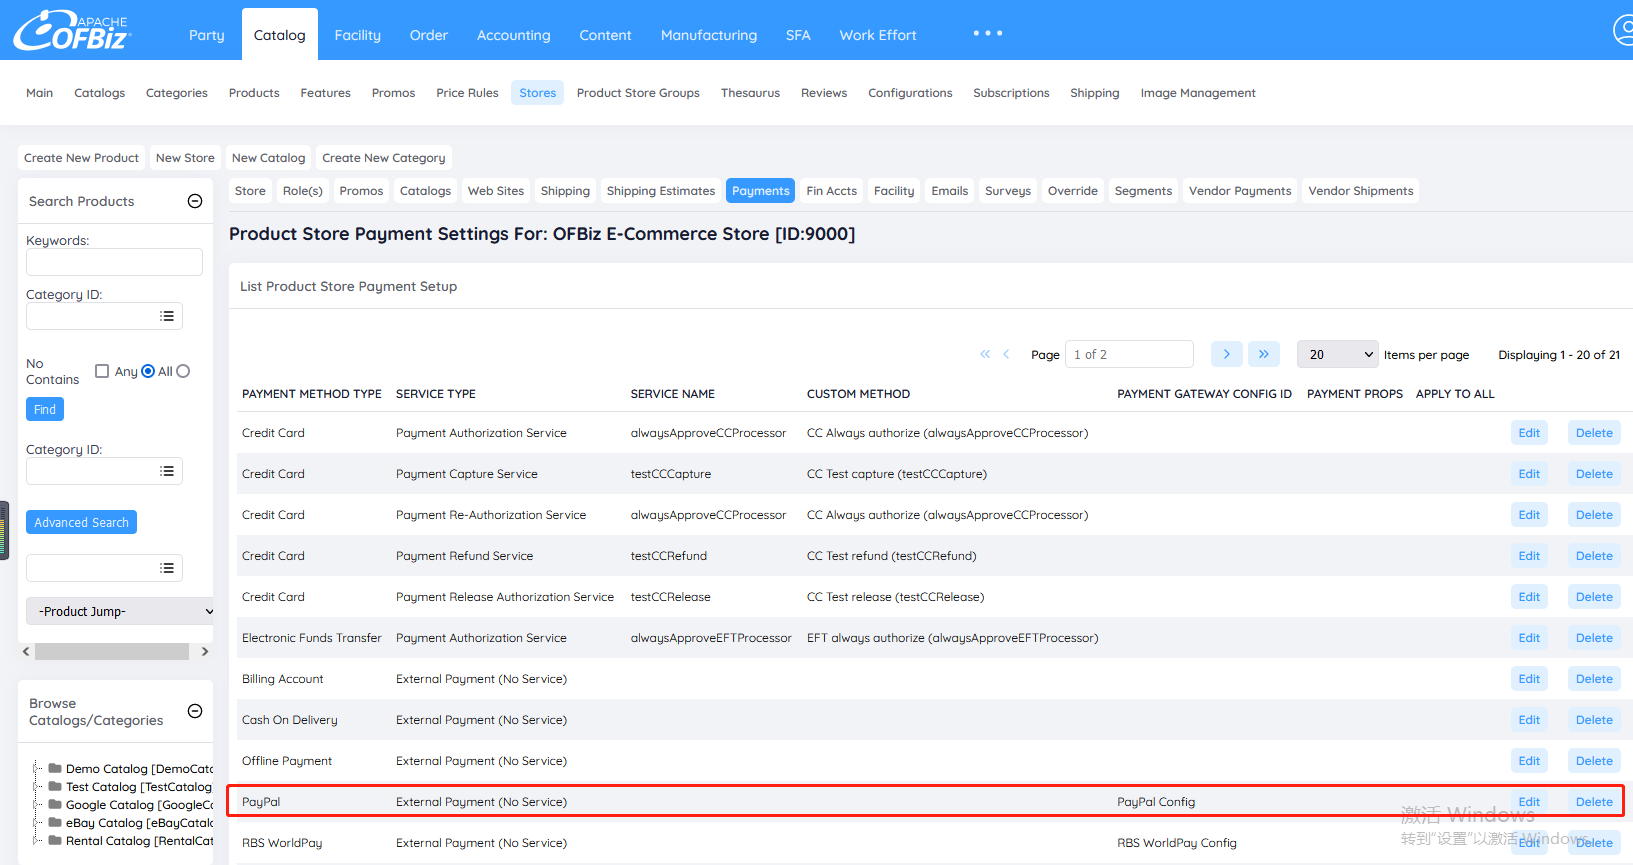 APACHE
OFBiz
Party Catalog Facility Order Accounting Content Manufacturing SFA Work Effort
Main Catalogs Categories Products Features Promos Price Rules Stores Product Store Groups Thesaurus Reviews Configurations Subscriptions Shipping Image Management
Create New Product New Store New Catalog Create New Category
Search Products
Keywords:
Category ID:
No Contains Any All
Find
Category ID:
Advanced Search
-Product Jump-
Browse
Catalogs/Categories
Demo Catalog [DemoCata
Test Catalog [TestCatalog
Google Catalog [GoogleCa
eBay Catalog [eBayCatalo
Rental Catalog [RentalCat
Store Role(s) Promos Catalogs Web Sites Shipping Shipping Estimates Payments Fin Accts Facility Emails Surveys Override Segments Vendor Payments Vendor Shipments
Product Store Payment Settings For: OFBiz E-Commerce Store [ID:9000]
List Product Store Payment Setup
« < Page 1 of 2 > » 20 Items per page Displaying 1 - 20 of 21
PAYMENT METHOD TYPE SERVICE TYPE SERVICE NAME CUSTOM METHOD PAYMENT GATEWAY CONFIG ID PAYMENT PROPS APPLY TO ALL
Credit Card Payment Authorization Service alwaysApproveCCProcessor CC Always authorize (alwaysApproveCCProcessor) Edit Delete
Credit Card Payment Capture Service testCCCapture CC Test capture (testCCCapture) Edit Delete
Credit Card Payment Re-Authorization Service alwaysApproveCCProcessor CC Always authorize (alwaysApproveCCProcessor) Edit Delete
Credit Card Payment Refund Service testCCRefund CC Test refund (testCCRefund) Edit Delete
Credit Card Payment Release Authorization Service testCCRelease CC Test release (testCCRelease) Edit Delete
Electronic Funds Transfer Payment Authorization Service alwaysApproveEFTProcessor EFT always authorize (alwaysApproveEFTProcessor) Edit Delete
Billing Account External Payment (No Service) Edit Delete
Cash On Delivery External Payment (No Service) Edit Delete
Offline Payment External Payment (No Service) Edit Delete
PayPal External Payment (No Service) PayPal Config Edit Delete
RBS WorldPay External Payment (No Service) RBS WorldPay Config Edit Delete
激活 Windows
转到“设置”以激活 Windows。